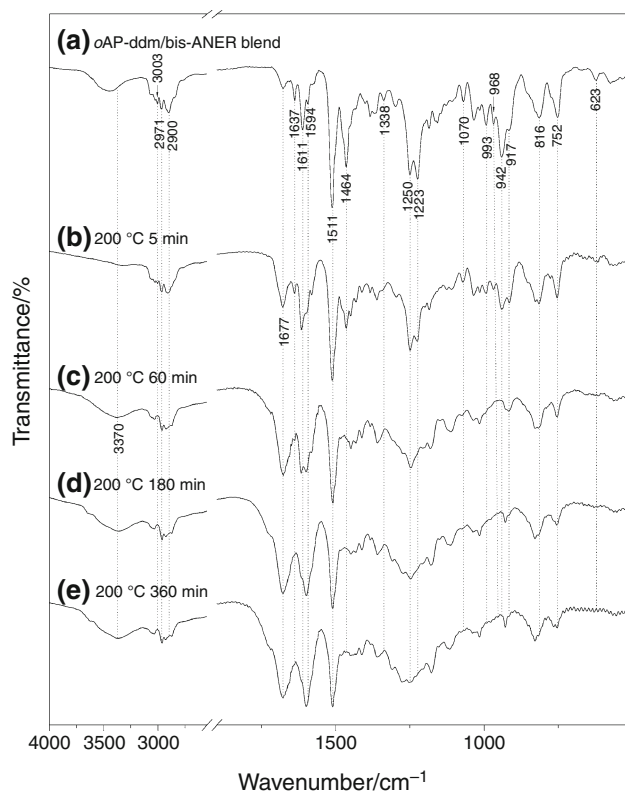 (a) oAP-ddm/bis-ANER blend
3003
2971
2900
1637
1611
1594
1511
1464
1338
1250
1223
1070
993
968
942
917
816
752
623
(b) 200 °C 5 min
1677
(c) 200 °C 60 min
3370
(d) 200 °C 180 min
(e) 200 °C 360 min
Transmittance/%
4000 3500 3000 1500 1000
Wavenumber/cm⁻¹